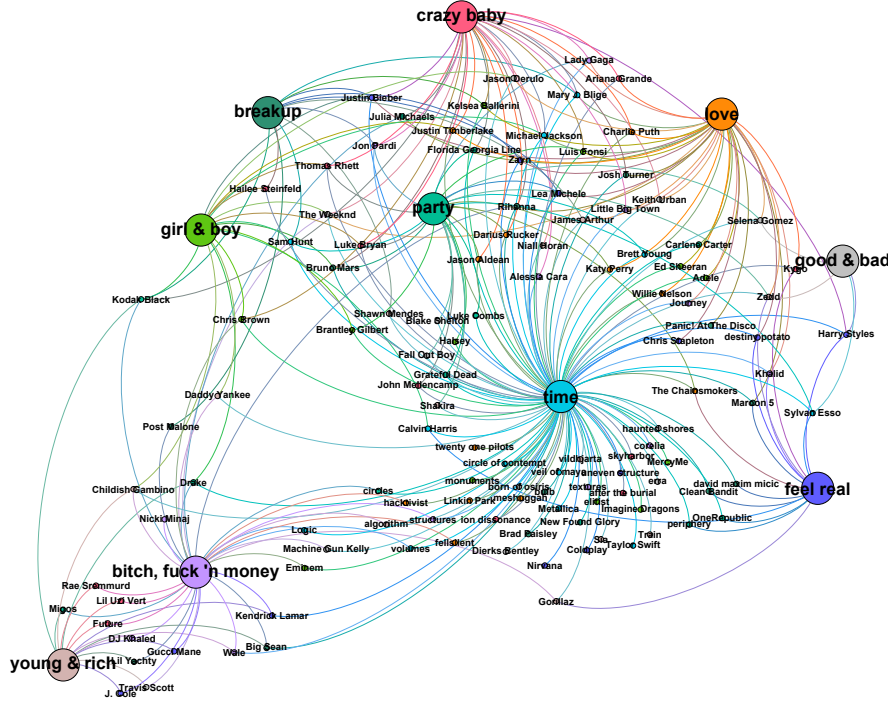 crazy baby
Lady Gaga
Jason Derulo
Ariana Grande
Justin Bieber
Mary J. Blige
Kelsea Ballerini
breakup
love
Julia Michaels
Justin Timberlake
Michael Jackson
Charlie Puth
Jon Pardi
Florida Georgia Line
Luis Fonsi
Zayn
Thomas Rhett
Josh Turner
Hailee Steinfeld
Lea Michele
Keith Urban
party
Rihanna
Little Big Town
The Weeknd
James Arthur
Selena Gomez
girl & boy
Darius Rucker
Sam Hunt
Luke Bryan
Niall Horan
Carlene Carter
Brett Young
Jason Aldean
good & bad
Bruno Mars
Katy Perry
Ed Sheeran
Kygo
Alessia Cara
Adele
Kodak Black
Willie Nelson
Zedd
Journey
Shawn Mendes
Luke Combs
Chris Brown
Blake Shelton
Panic! At The Disco
Brantley Gilbert
Harry Styles
destiny potato
Halsey
Chris Stapleton
Fall Out Boy
Grateful Dead
Khalid
John Mellencamp
The Chainsmokers
Daddy Yankee
time
Maroon 5
Shakira
Sylvan Esso
Post Malone
Calvin Harris
haunted shores
twenty one pilots
corelia
vildhjarta
skyharbor
circle of contempt
MercyMe
veil of maya
uneven structure
monuments
erra
Childish Gambino
Drake
born of osiris
textures
david maxim micic
circles
bulb
after the burial
Clean Bandit
feel real
Linkin Park
meshuggah
elitist
hacktivist
Metallica
Imagine Dragons
Nicki Minaj
structures
ion dissonance
New Found Glory
OneRepublic
algorithm
periphery
Logic
Brad Paisley
Train
fellsilent
Sia
Taylor Swift
Machine Gun Kelly
volumes
Dierks Bentley
Coldplay
Eminem
Nirvana
bitch, fuck 'n money
Rae Sremmurd
Lil Uzi Vert
Gorillaz
Migos
Kendrick Lamar
Future
DJ Khaled
Big Sean
Gucci Mane
Wale
young & rich
Lil Yachty
Travis Scott
J. Cole